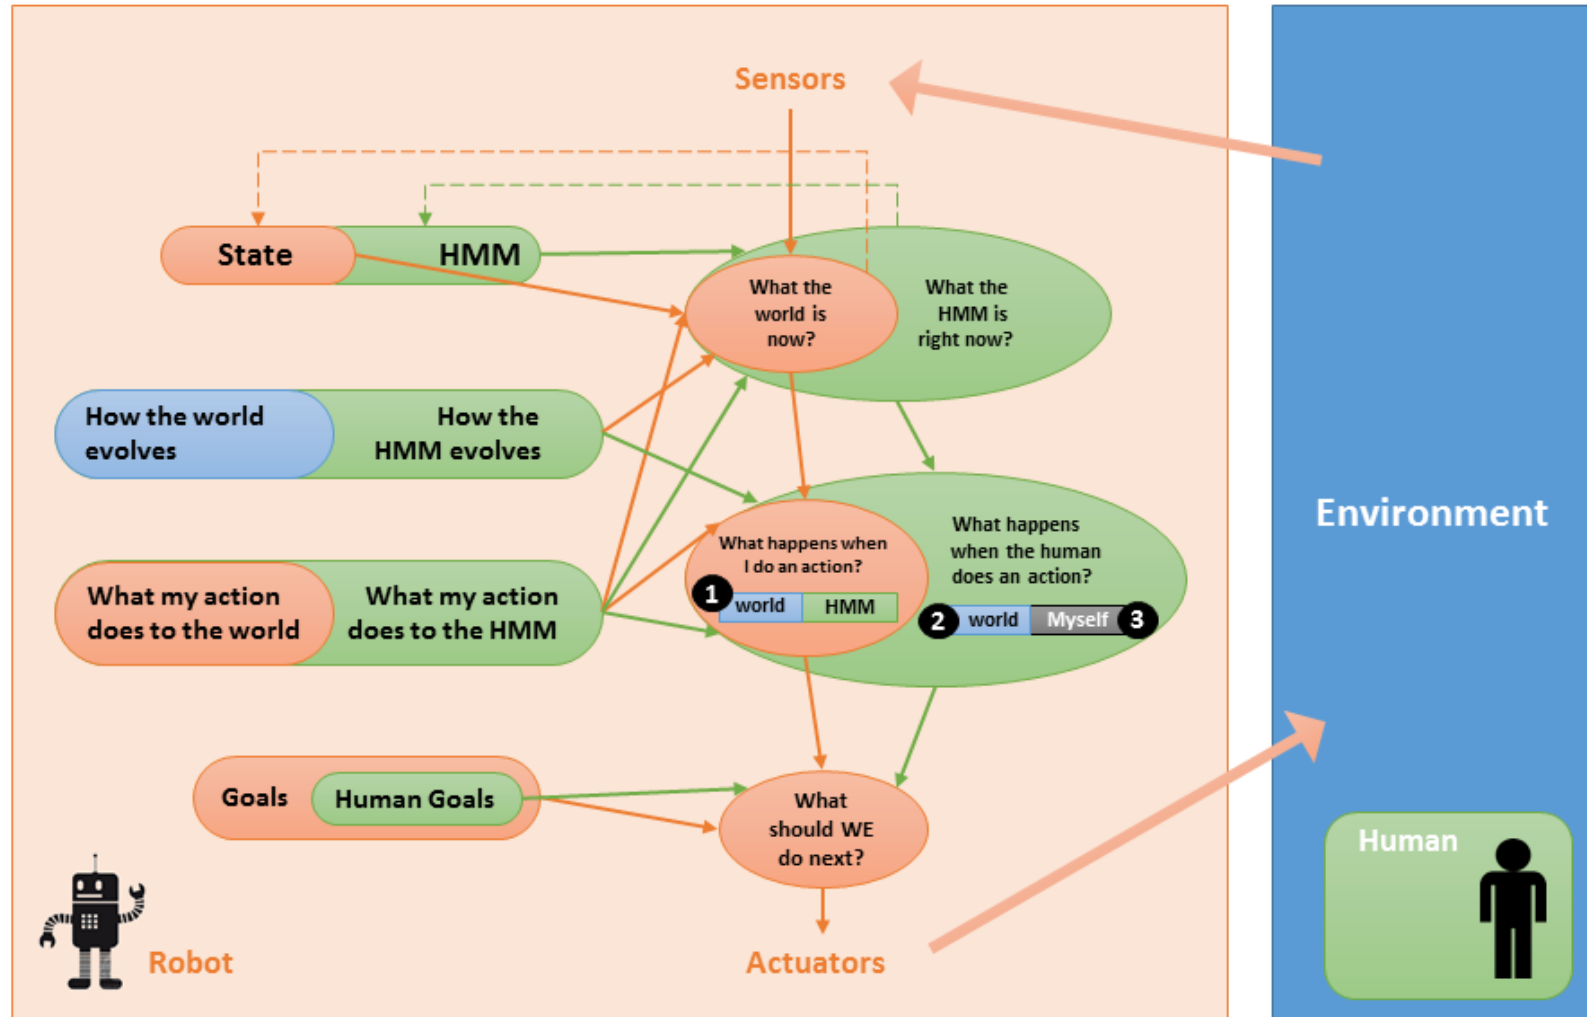 Sensors
State
HMM
What the
world is
now?
What the
HMM is
right now?
How the world
evolves
How the
HMM evolves
Environment
What happens when
I do an action?
1
world
HMM
What happens
when the human
does an action?
2
world
Myself
3
What my action
does to the world
What my action
does to the HMM
Goals
Human Goals
What
should WE
do next?
Human
Robot
Actuators